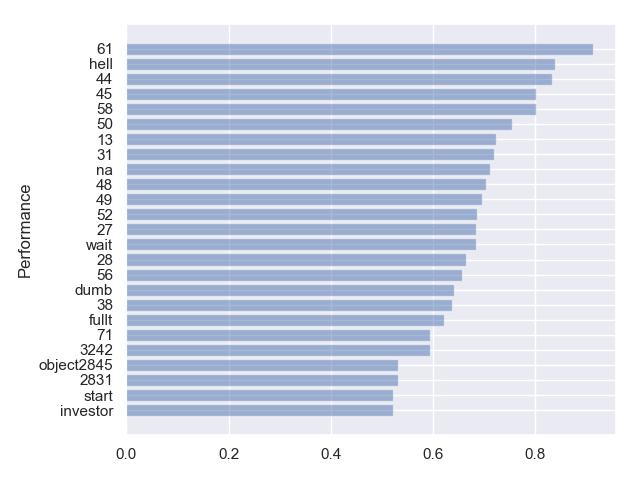 61
hell
44
45
58
50
13
31
na
48
49
52
27
wait
28
56
dumb
38
fullt
71
3242
object2845
2831
start
investor
Performance
0.0 0.2 0.4 0.6 0.8